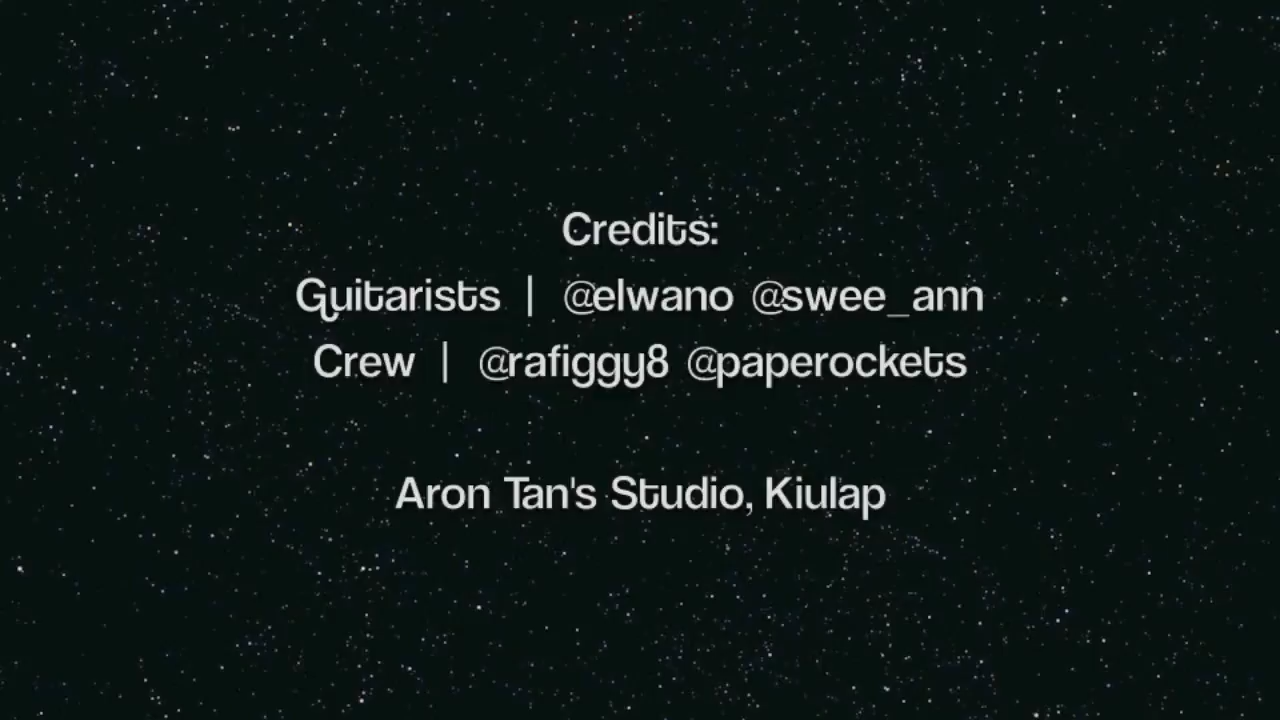 Credits:
Guitarists | @elwano @swee_ann
Crew | @rafiggy8 @paperockets
Aron Tan's Studio, Kiulap